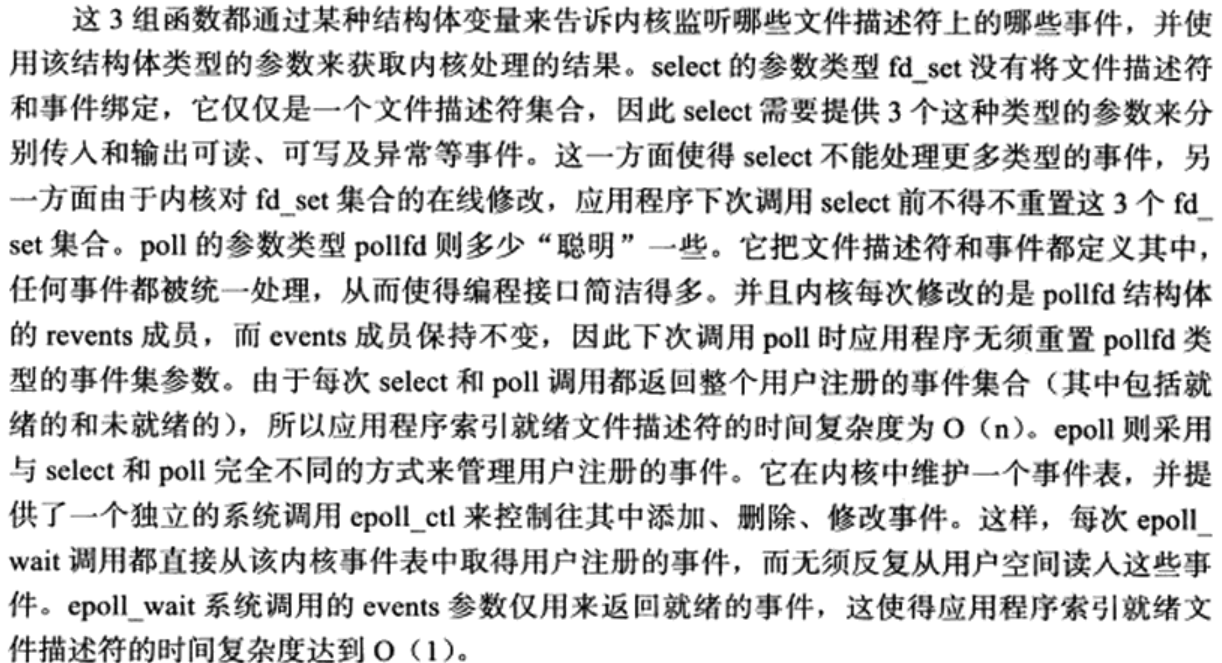 这 3 组函数都通过某种结构体变量来告诉内核监听哪些文件描述符上的哪些事件，并使
用该结构体类型的参数来获取内核处理的结果。select 的参数类型 fd_set 没有将文件描述符
和事件绑定，它仅仅是一个文件描述符集合，因此 select 需要提供 3 个这种类型的参数来分
别传入和输出可读、可写及异常等事件。这一方面使得 select 不能处理更多类型的事件，另
一方面由于内核对 fd_set 集合的在线修改，应用程序下次调用 select 前不得不重置这 3 个 fd_
set 集合。poll 的参数类型 pollfd 则多少“聪明”一些。它把文件描述符和事件都定义其中，
任何事件都被统一处理，从而使得编程接口简洁得多。并且内核每次修改的是 pollfd 结构体
的 revents 成员，而 events 成员保持不变，因此下次调用 poll 时应用程序无须重置 pollfd 类
型的事件集参数。由于每次 select 和 poll 调用都返回整个用户注册的事件集合（其中包括就
绪的和未就绪的），所以应用程序索引就绪文件描述符的时间复杂度为 O（n）。epoll 则采用
与 select 和 poll 完全不同的方式来管理用户注册的事件。它在内核中维护一个事件表，并提
供了一个独立的系统调用 epoll_ctl 来控制往其中添加、删除、修改事件。这样，每次 epoll_
wait 调用都直接从该内核事件表中取得用户注册的事件，而无须反复从用户空间读入这些事
件。epoll_wait 系统调用的 events 参数仅用来返回就绪的事件，这使得应用程序索引就绪文
件描述符的时间复杂度达到 O（1）。